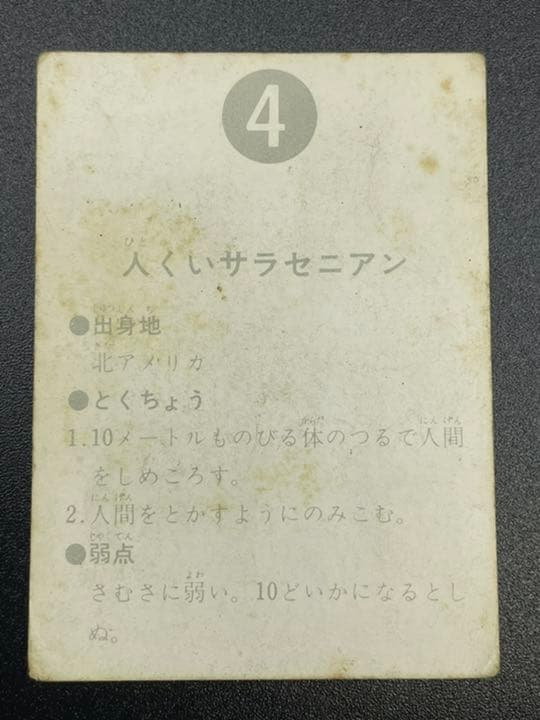 4
人くいサラセニアン
●出身地
北アメリカ
●とくちょう
1.10メートルものびる体のつるで人間
をしめころす。
2.人間をとかすようにのみこむ。
●弱点
さむさに弱い。10どいかになるとし
ぬ。